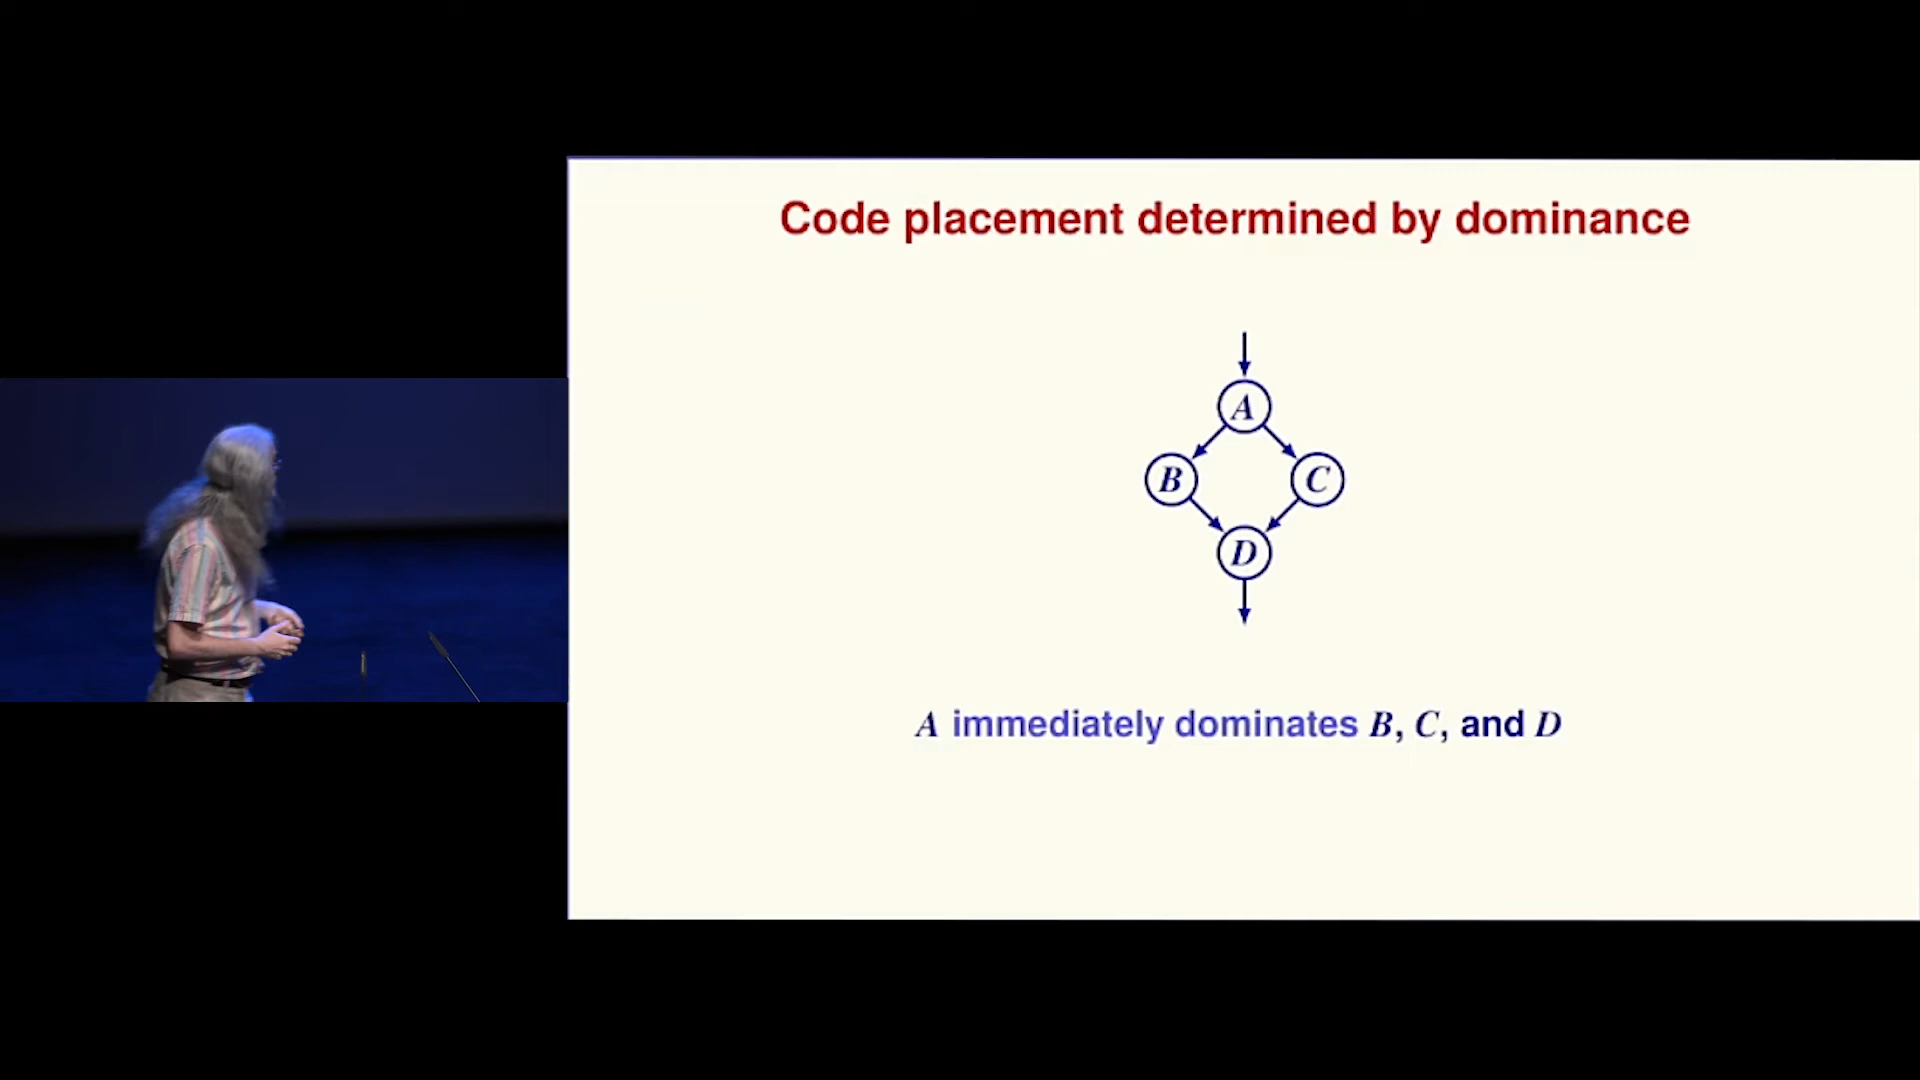 Code placement determined by dominance
A
B C
D
A immediately dominates B, C, and D